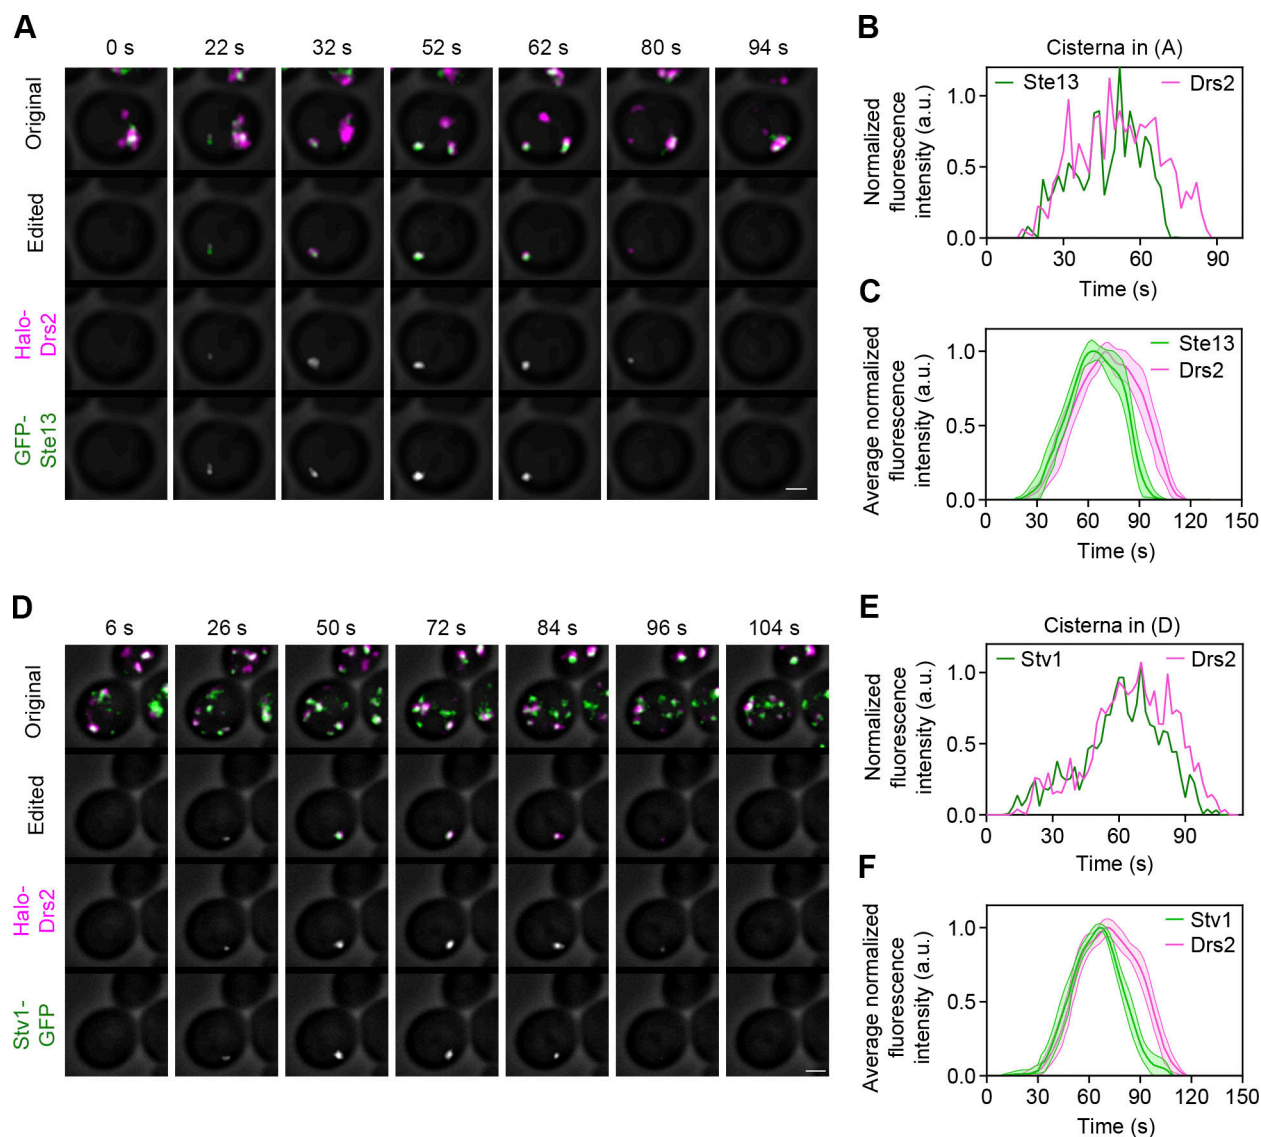 A
0 s 22 s 32 s 52 s 62 s 80 s 94 s
Original
Edited
Halo-
Drs2
GFP-
Ste13
B
Cisterna in (A)
Ste13 Drs2
Normalized
fluorescence
intensity (a.u.)
1.0
0.5
0.0
0 30 60 90
Time (s)
C
Ste13
Drs2
Average normalized
fluorescence
intensity (a.u.)
1.0
0.5
0.0
0 30 60 90 120 150
Time (s)
D
6 s 26 s 50 s 72 s 84 s 96 s 104 s
Original
Edited
Halo-
Drs2
Stv1-
GFP
E
Cisterna in (D)
Stv1 Drs2
Normalized
fluorescence
intensity (a.u.)
1.0
0.5
0.0
0 30 60 90
Time (s)
F
Stv1
Drs2
Average normalized
fluorescence
intensity (a.u.)
1.0
0.5
0.0
0 30 60 90 120 150
Time (s)